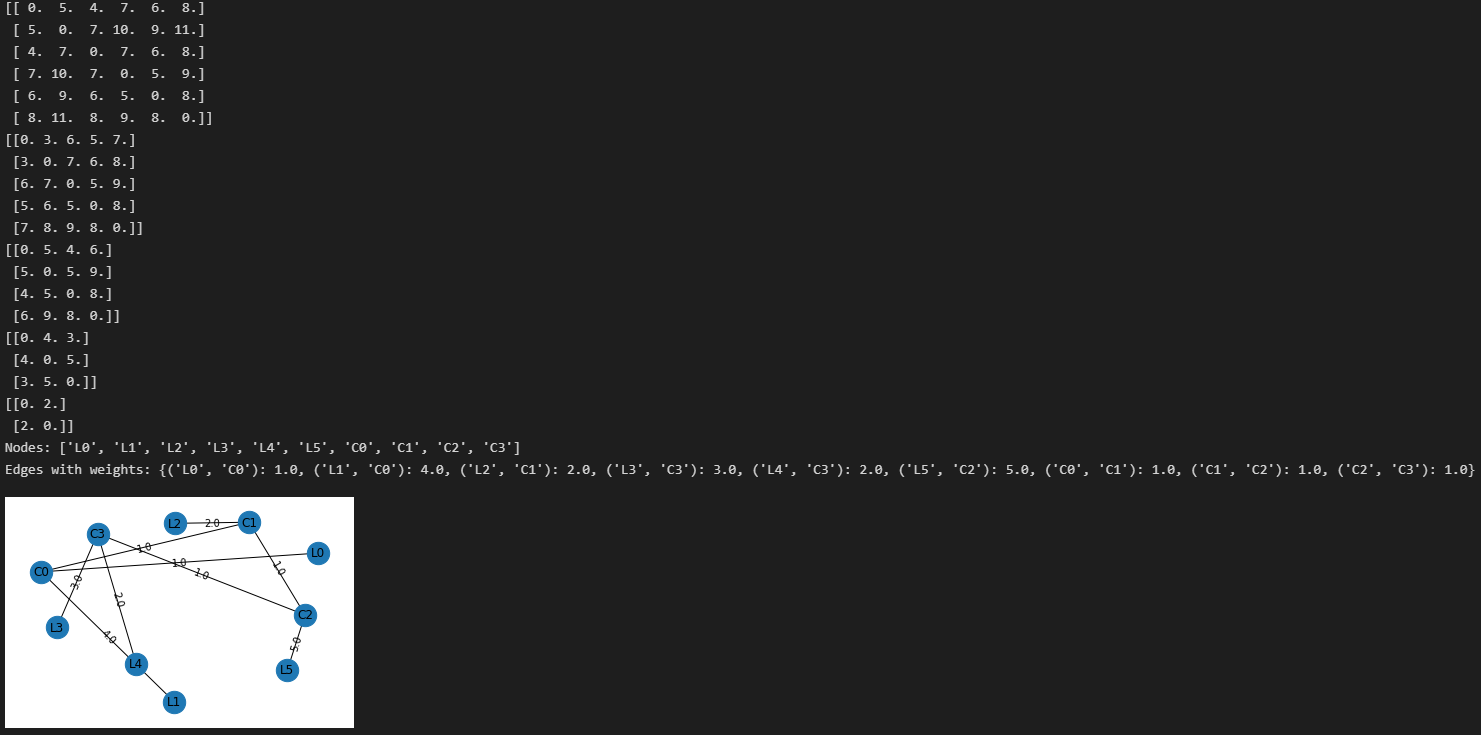 [[ 0.  5.  4.  7.  6.  8.]
 [ 5.  0.  7. 10.  9. 11.]
 [ 4.  7.  0.  7.  6.  8.]
 [ 7. 10.  7.  0.  5.  9.]
 [ 6.  9.  6.  5.  0.  8.]
 [ 8. 11.  8.  9.  8.  0.]]
[[0. 3. 6. 5. 7.]
 [3. 0. 7. 6. 8.]
 [6. 7. 0. 5. 9.]
 [5. 6. 5. 0. 8.]
 [7. 8. 9. 8. 0.]]
[[0. 5. 4. 6.]
 [5. 0. 5. 9.]
 [4. 5. 0. 8.]
 [6. 9. 8. 0.]]
[[0. 4. 3.]
 [4. 0. 5.]
 [3. 5. 0.]]
[[0. 2.]
 [2. 0.]]
Nodes: ['L0', 'L1', 'L2', 'L3', 'L4', 'L5', 'C0', 'C1', 'C2', 'C3']
Edges with weights: {('L0', 'C0'): 1.0, ('L1', 'C0'): 4.0, ('L2', 'C1'): 2.0, ('L3', 'C3'): 3.0, ('L4', 'C3'): 2.0, ('L5', 'C2'): 5.0, ('C0', 'C1'): 1.0, ('C1', 'C2'): 1.0, ('C2', 'C3'): 1.0}
L2
2.0
C1
C3
1.0
L0
1.0
C0
1.0
1.0
3.0
2.0
C2
L3
4.0
5.0
L4
L5
L1